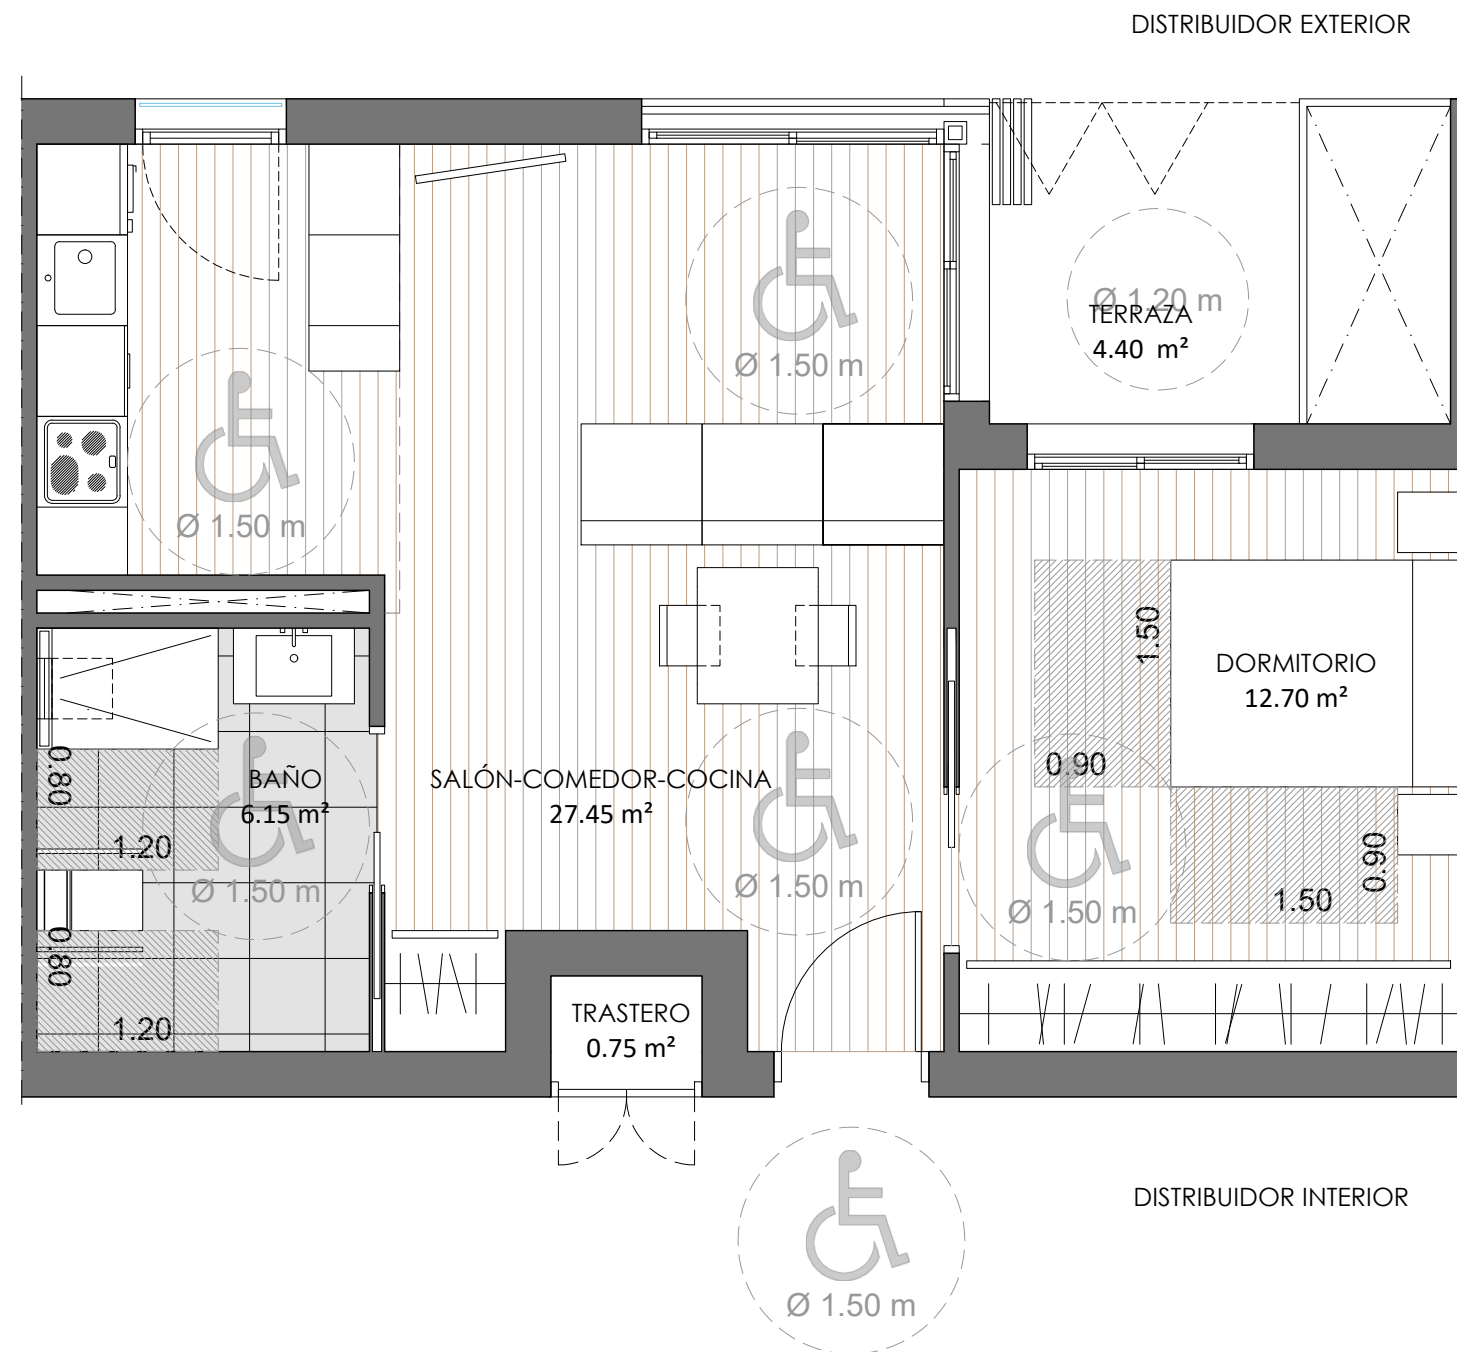 DISTRIBUIDOR EXTERIOR
Ø 1.50 m
Ø 1.20 m
TERRAZA
4.40 m²
Ø 1.50 m
1.50
DORMITORIO
12.70 m²
0.90
0.80
BAÑO
6.15 m²
1.20
Ø 1.50 m
SALÓN-COMEDOR-COCINA
27.45 m²
Ø 1.50 m
Ø 1.50 m
0.90
1.50
0.80
1.20
TRASTERO
0.75 m²
DISTRIBUIDOR INTERIOR
Ø 1.50 m